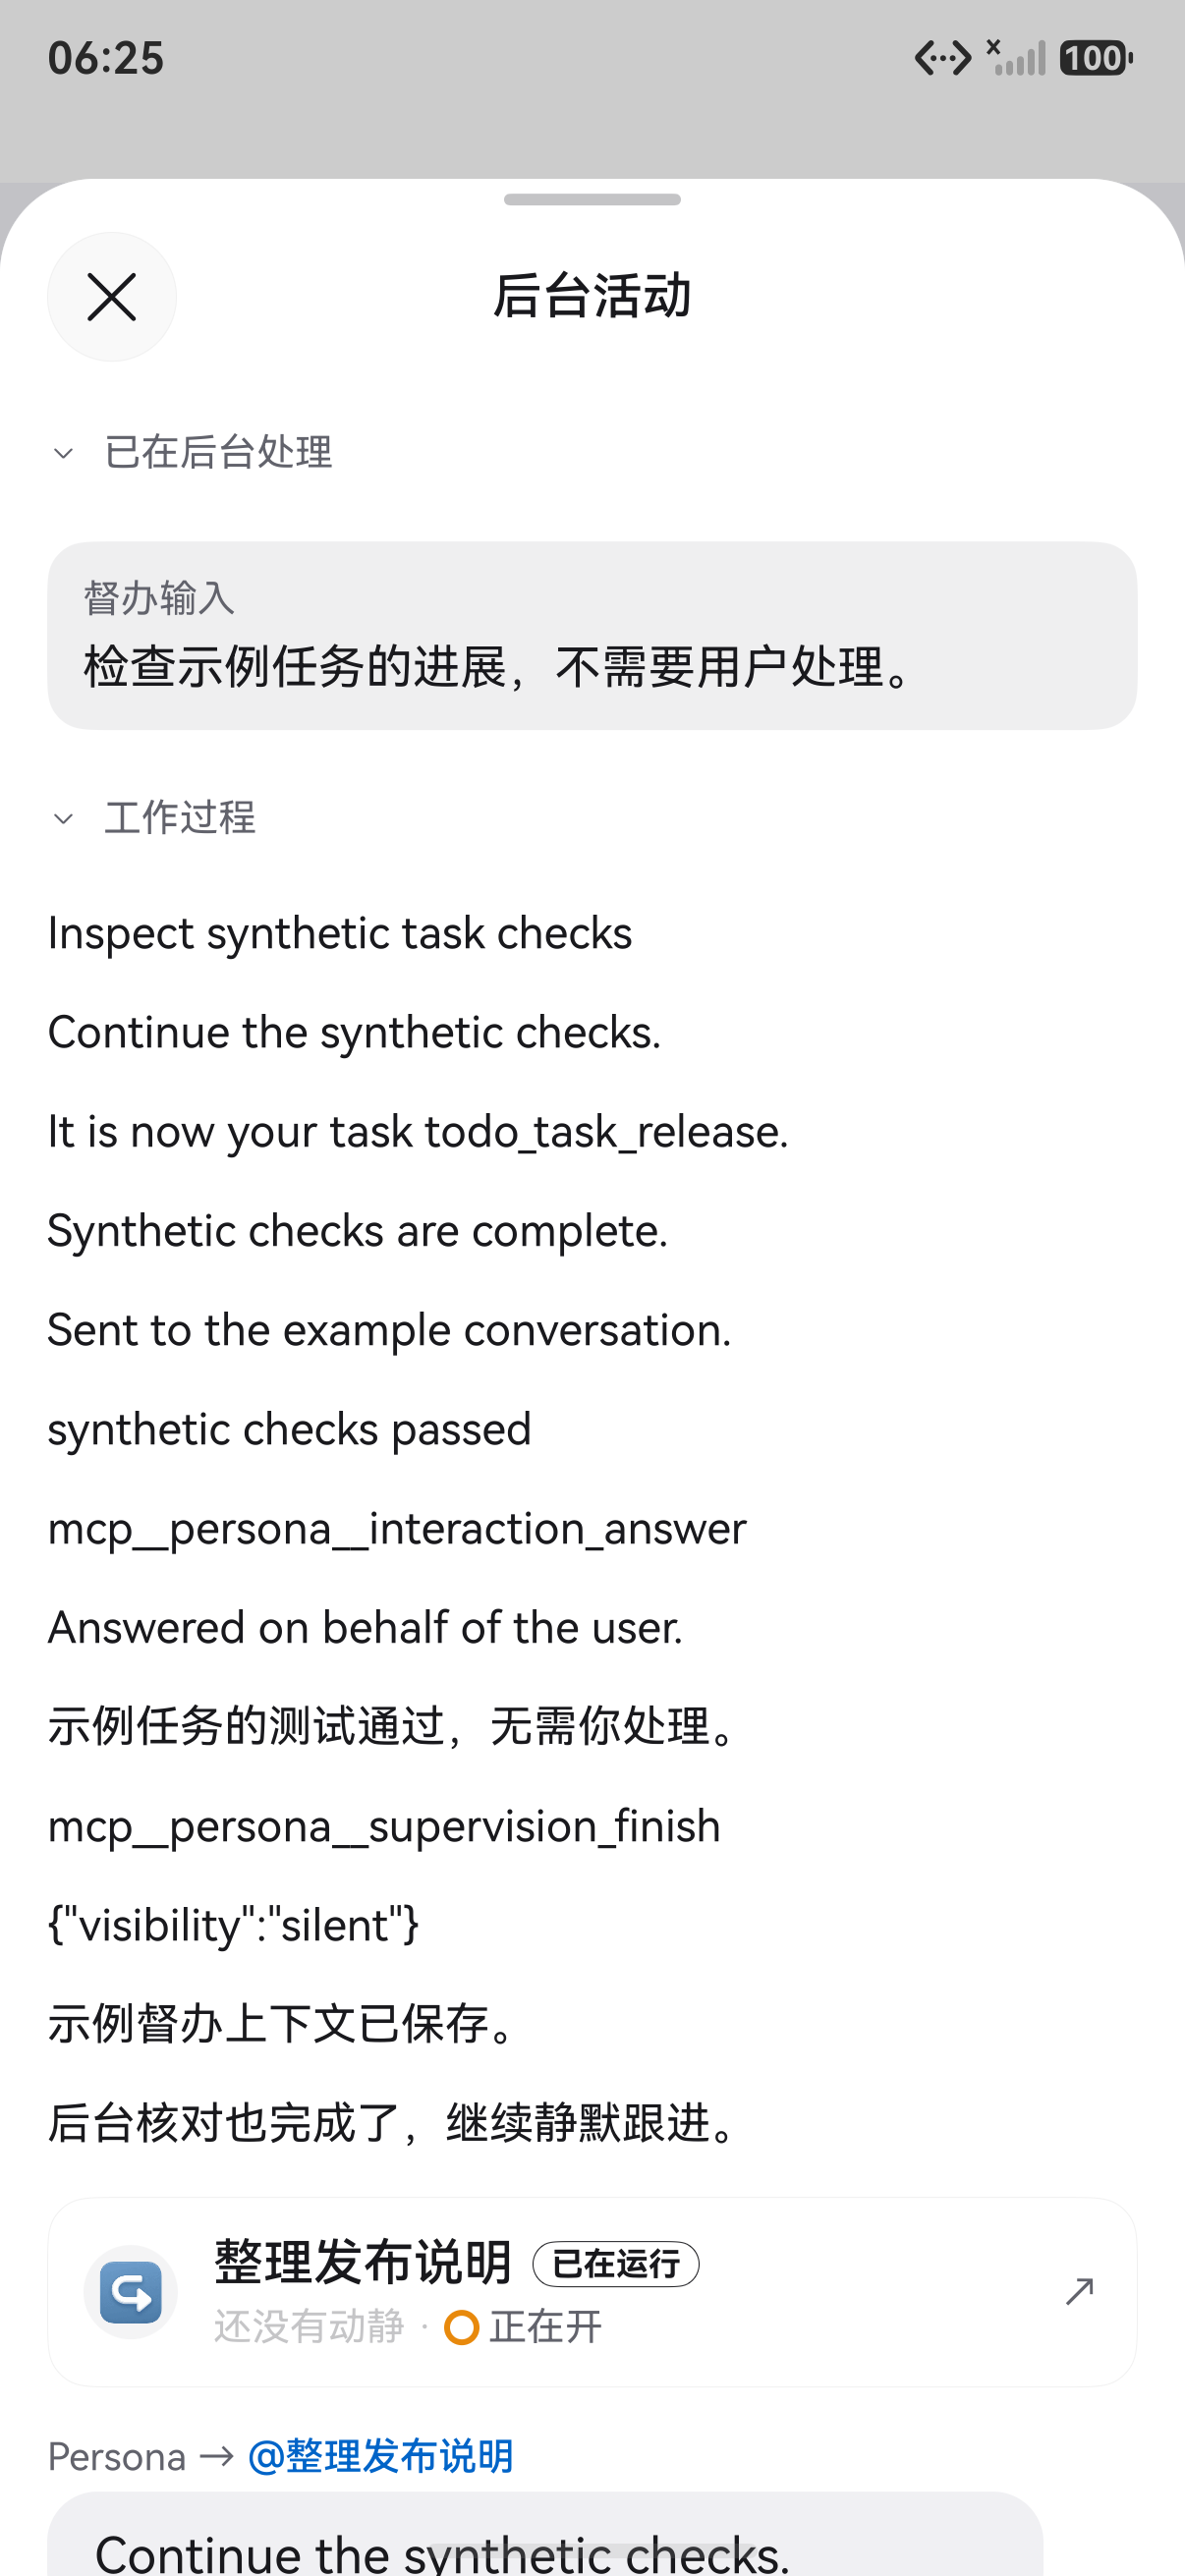 06:25
100
后台活动
已在后台处理
督办输入
检查示例任务的进展，不需要用户处理。
工作过程
Inspect synthetic task checks
Continue the synthetic checks.
It is now your task todo_task_release.
Synthetic checks are complete.
Sent to the example conversation.
synthetic checks passed
mcp__persona__interaction_answer
Answered on behalf of the user.
示例任务的测试通过，无需你处理。
mcp__persona__supervision_finish
{"visibility":"silent"}
示例督办上下文已保存。
后台核对也完成了，继续静默跟进。
整理发布说明 已在运行
还没有动静 · 正在开
Persona → @整理发布说明
Continue the synthetic checks.